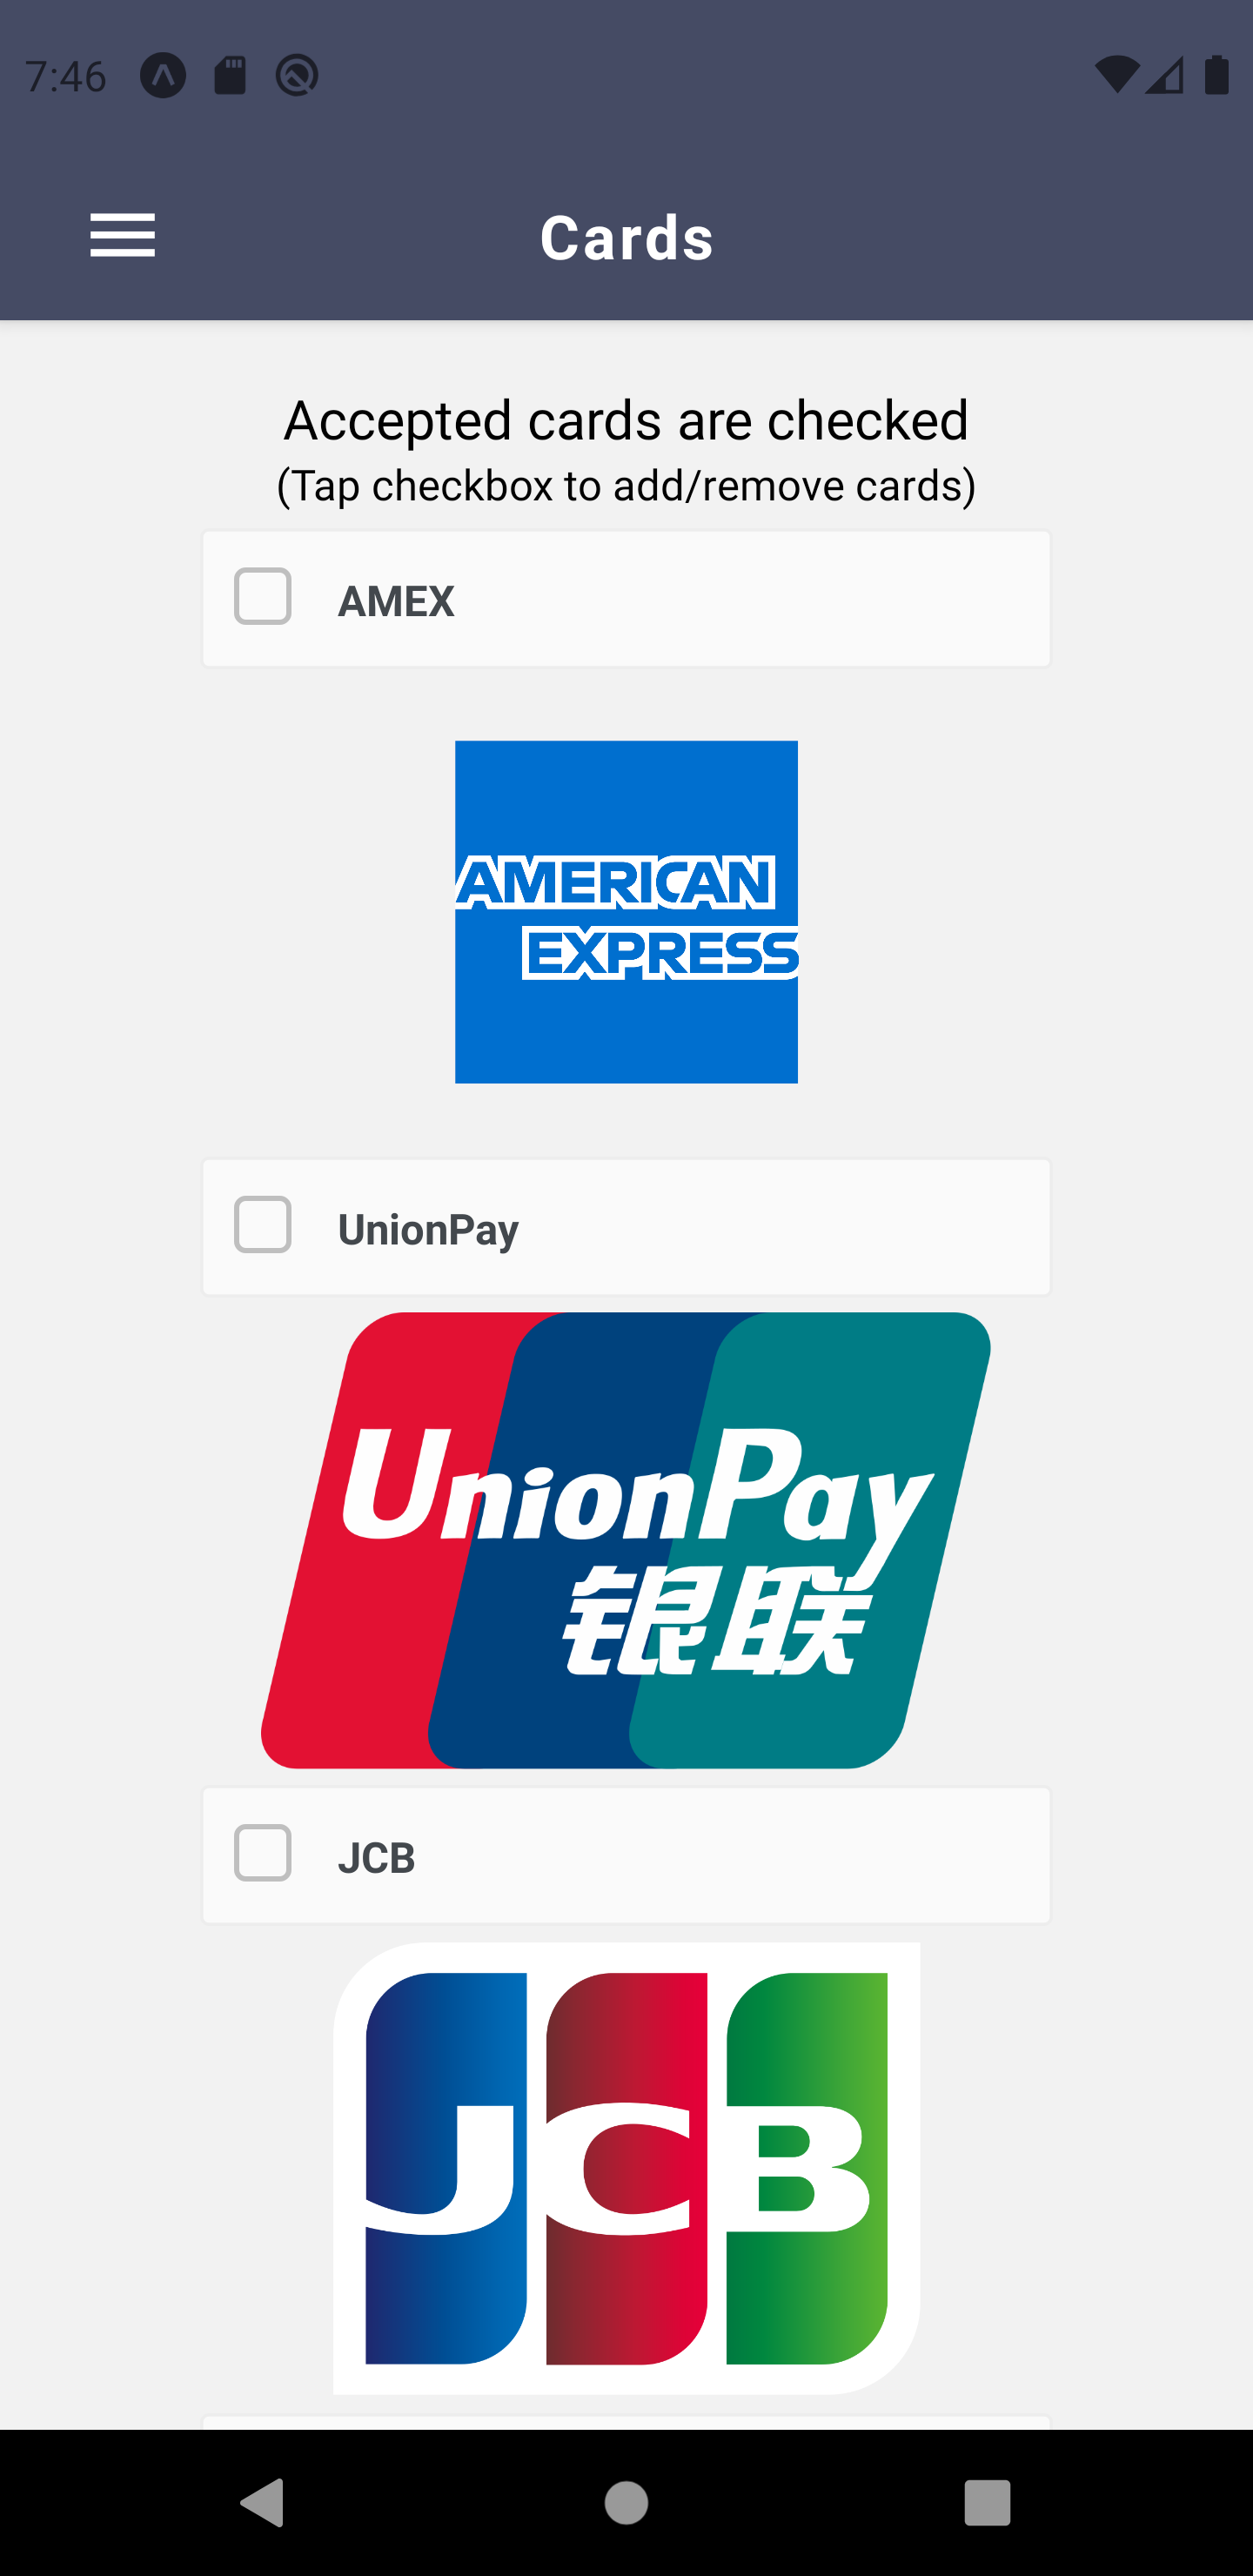 7:46
Cards
Accepted cards are checked
(Tap checkbox to add/remove cards)
AMEX
AMERICAN
EXPRESS
UnionPay
UnionPay
银联
JCB
JCB